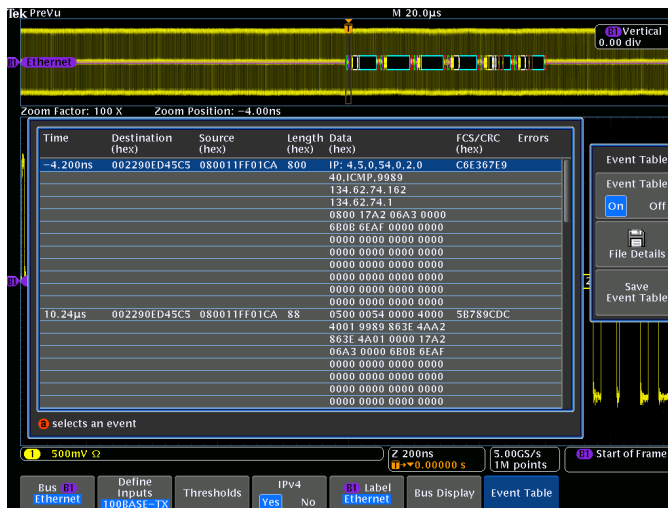 Tek PreVu M 20.0µs
T
B1 Vertical
0.00 div
B1 Ethernet
Zoom Factor: 100 X Zoom Position: −4.00ns
Time Destination Source Length Data FCS/CRC Errors
(hex) (hex) (hex) (hex) (hex)
−4.200ns 002290ED45C5 080011FF01CA 800 IP: 4,5,0,54,0,2,0 C6E367E9
40,ICMP,9989
134.62.74.162
134.62.74.1
0800 17A2 06A3 0000
6B0B 6EAF 0000 0000
0000 0000 0000 0000
0000 0000 0000 0000
0000 0000 0000 0000
0000 0000 0000 0000
0000 0000 0000 0000
0000 0000 0000 0000
10.24µs 002290ED45C5 080011FF01CA 88 0500 0054 0000 4000 5B789CDC
4001 9989 863E 4AA2
863E 4A01 0000 17A2
06A3 0000 6B0B 6EAF
0000 0000 0000 0000
0000 0000 0000 0000
0000 0000 0000 0000
0000 0000 0000 0000
a selects an event
Event Table
Event Table
On Off
File Details
Save
Event Table
B1
1 500mV Ω
Z 200ns
T→▼0.00000 s
5.00GS/s
1M points
B1 Start of Frame
Bus B1
Ethernet
Define
Inputs
100BASE−TX
Thresholds
IPv4
Yes No
B1 Label
Ethernet
Bus Display
Event Table